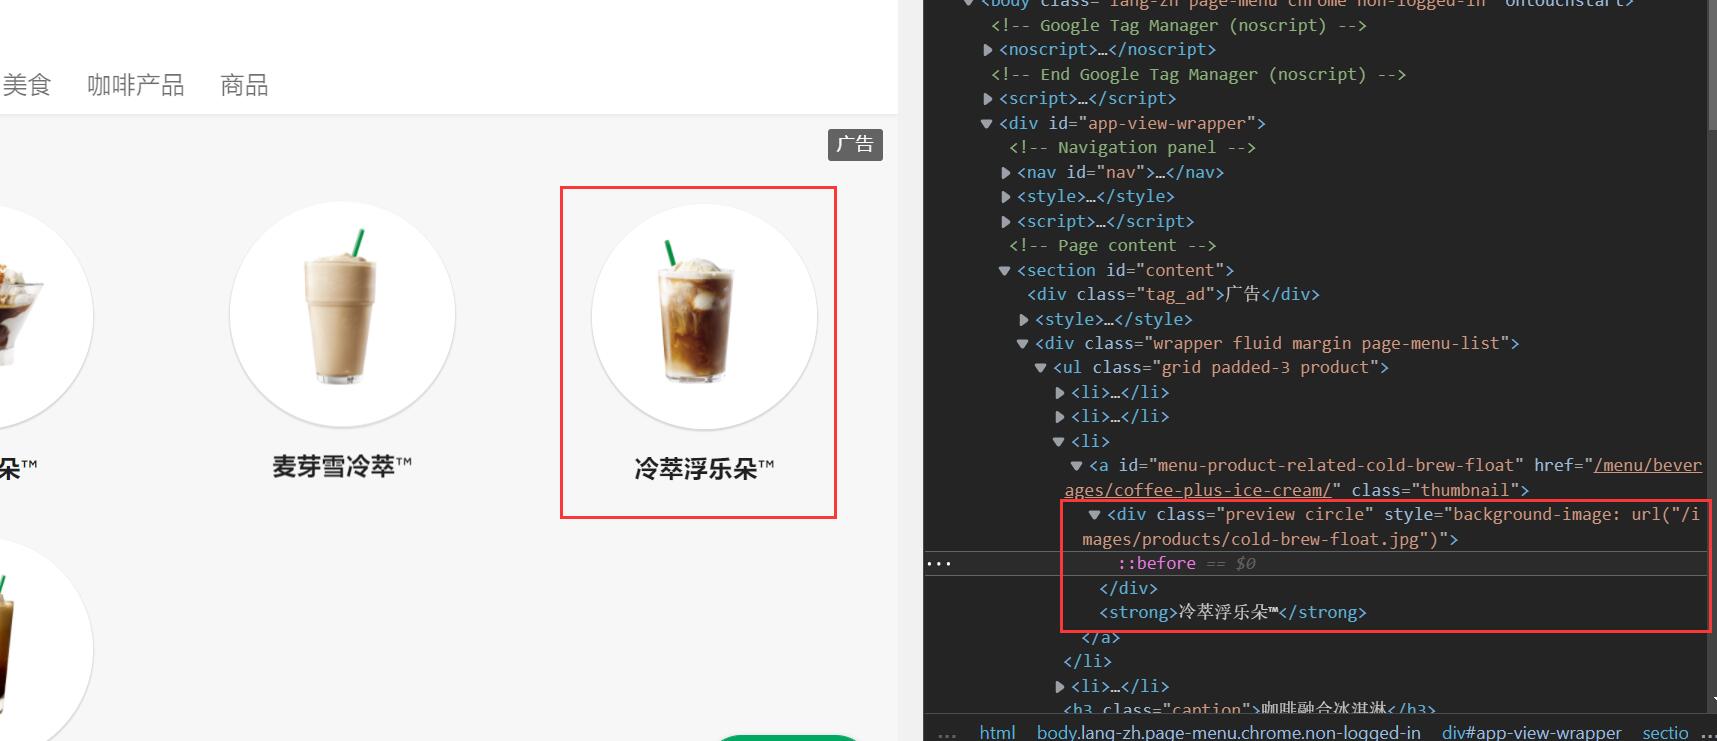 美食 咖啡产品 商品
广告
朵™ 麦芽雪冷萃™ 冷萃浮乐朵™
<body class="lang-zh page-menu chrome non-logged-in" ontouchstart>
<!-- Google Tag Manager (noscript) -->
<noscript>…</noscript>
<!-- End Google Tag Manager (noscript) -->
<script>…</script>
<div id="app-view-wrapper">
<!-- Navigation panel -->
<nav id="nav">…</nav>
<style>…</style>
<script>…</script>
<!-- Page content -->
<section id="content">
<div class="tag_ad">广告</div>
<style>…</style>
<div class="wrapper fluid margin page-menu-list">
<ul class="grid padded-3 product">
<li>…</li>
<li>…</li>
<li>
<a id="menu-product-related-cold-brew-float" href="/menu/bever
ages/coffee-plus-ice-cream/" class="thumbnail">
<div class="preview circle" style="background-image: url("/i
mages/products/cold-brew-float.jpg")">
... ::before == $0
</div>
<strong>冷萃浮乐朵™</strong>
</a>
</li>
<li>…</li>
<h3 class="caption">咖啡融合冰淇淋</h3>
... html body.lang-zh.page-menu.chrome.non-logged-in div#app-view-wrapper sectio ...